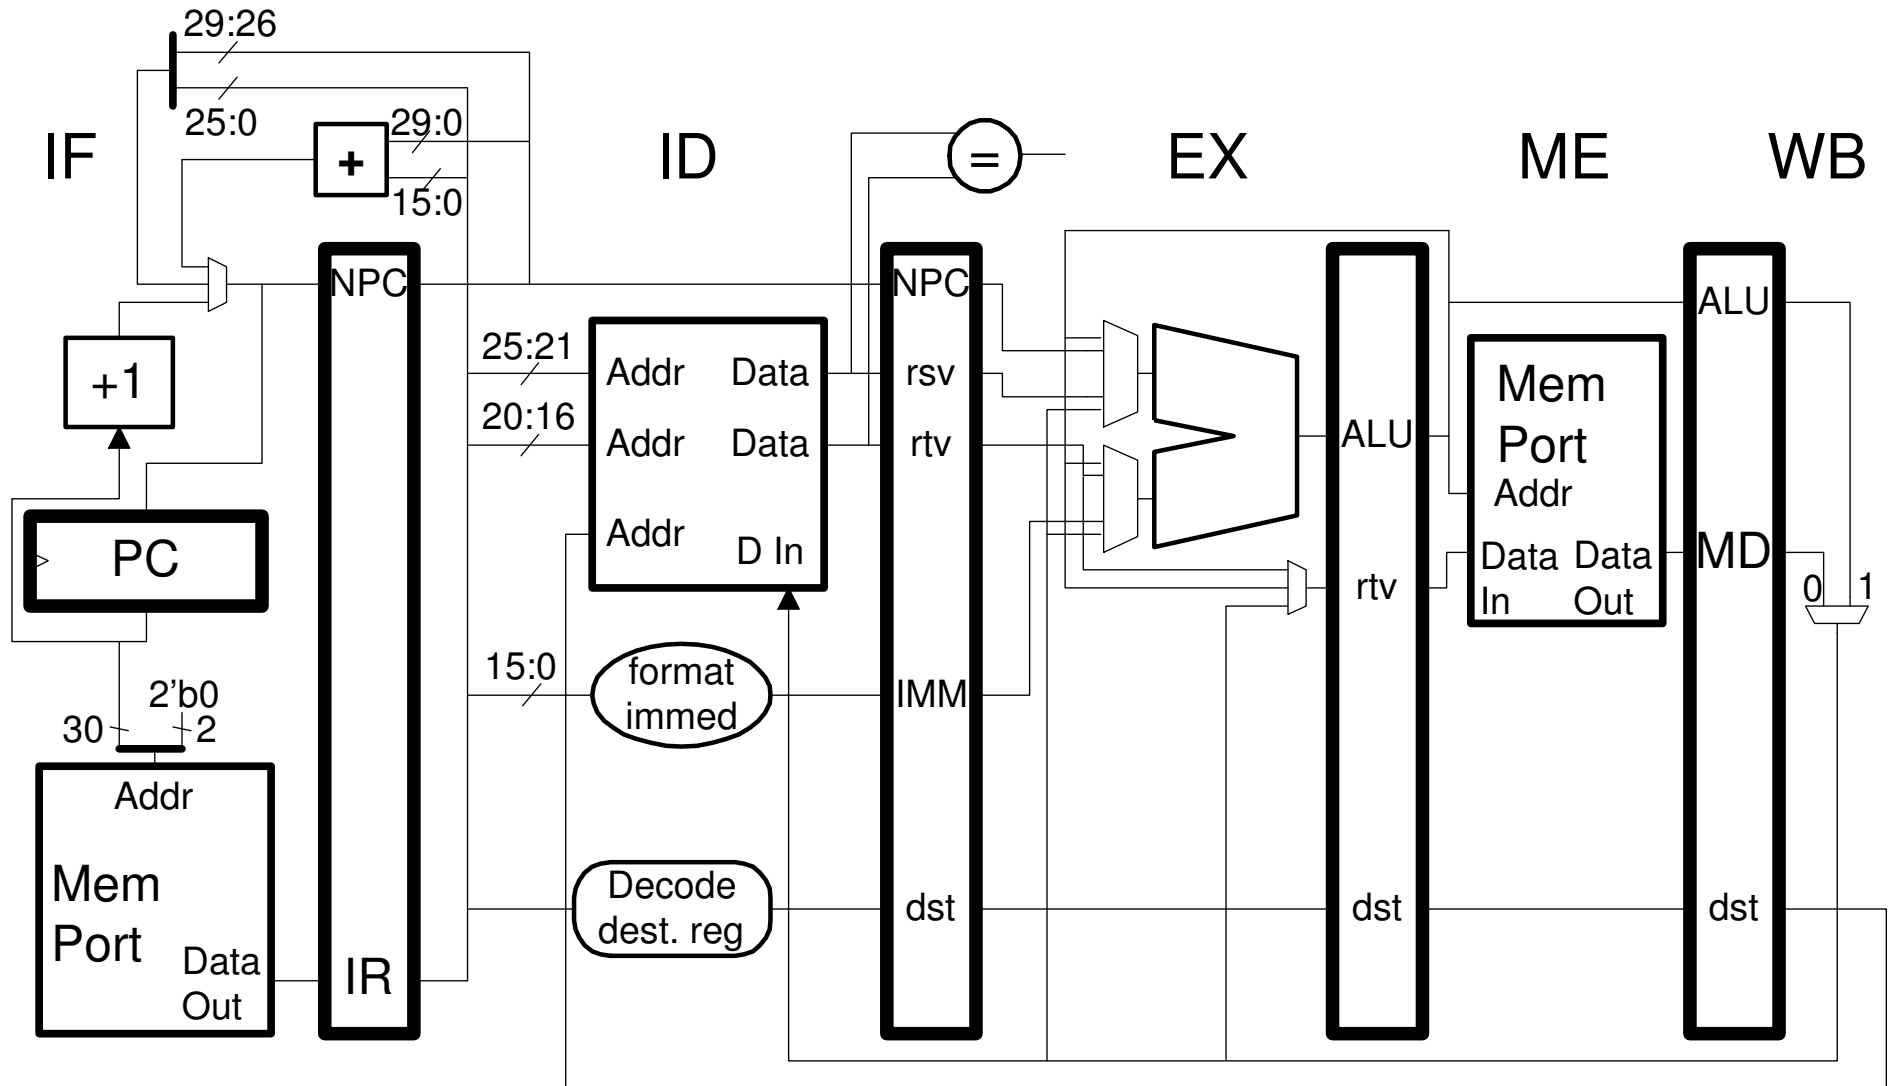 29:26
25:0
29:0
15:0
+
IF
ID
=
EX
ME
WB
NPC
NPC
ALU
+1
25:21
20:16
Addr
Data
Addr
Data
Addr
D In
rsv
rtv
ALU
Mem
Port
Addr
Data
In
Data
Out
MD
0
1
PC
rtv
15:0
format
immed
IMM
2'b0
30
2
Addr
Mem
Port
Data
Out
IR
Decode
dest. reg
dst
dst
dst